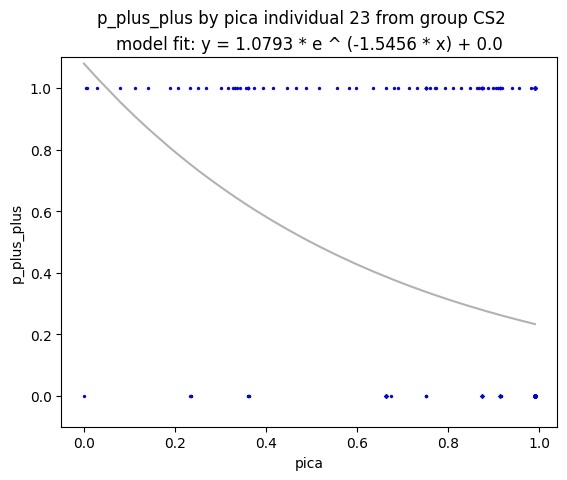 p_plus_plus by pica individual 23 from group CS2
model fit: y = 1.0793 * e ^ (-1.5456 * x) + 0.0
1.0
0.8
0.6
0.4
0.2
0.0
p_plus_plus
0.0 0.2 0.4 0.6 0.8 1.0
pica